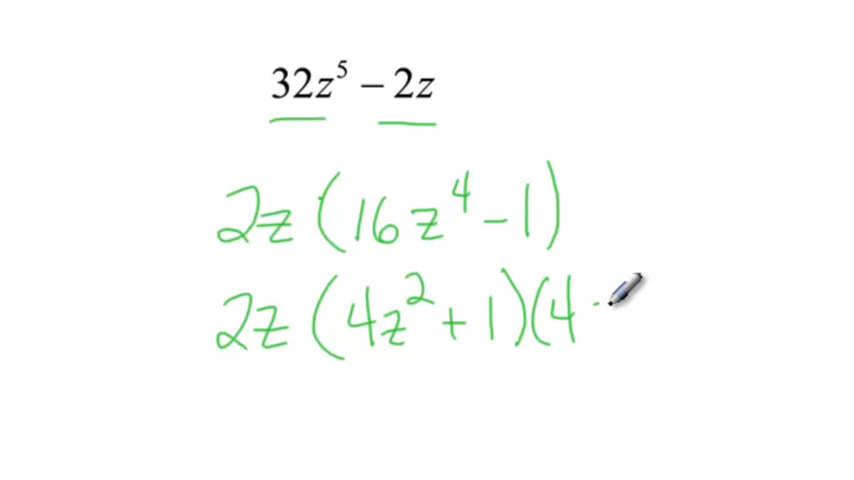 32z⁵ − 2z
2z (16z⁴ − 1)
2z (4z² + 1)(4